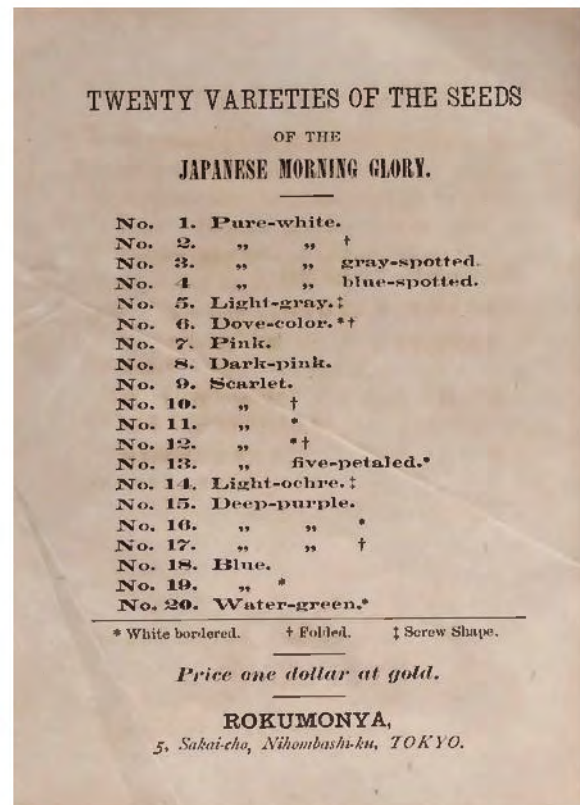 TWENTY VARIETIES OF THE SEEDS
OF THE
JAPANESE MORNING GLORY.
No. 1. Pure-white.
No. 2. „ „ †
No. 3. „ „ gray-spotted.
No. 4 „ „ blue-spotted.
No. 5. Light-gray.‡
No. 6. Dove-color.*†
No. 7. Pink.
No. 8. Dark-pink.
No. 9. Scarlet.
No. 10. „ †
No. 11. „ *
No. 12. „ *†
No. 13. „ five-petaled.*
No. 14. Light-ochre.‡
No. 15. Deep-purple.
No. 16. „ „ *
No. 17. „ „ †
No. 18. Blue.
No. 19. „ *
No. 20. Water-green.*
* White bordered. † Folded. ‡ Screw Shape.
Price one dollar at gold.
ROKUMONYA,
5, Sakai-cho, Nihombashi-ku, TOKYO.